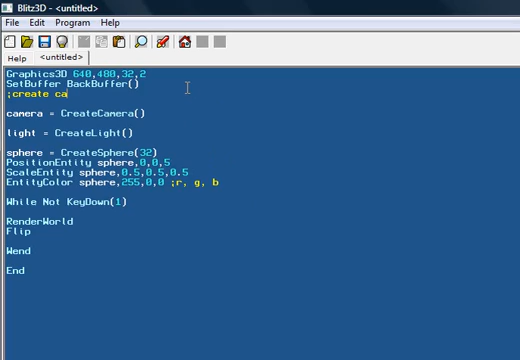 Blitz3D - <untitled>
File Edit Program Help
Help <untitled>
Graphics3D 640,480,32,2
SetBuffer BackBuffer()
;create ca
camera = CreateCamera()
light = CreateLight()
sphere = CreateSphere(32)
PositionEntity sphere,0,0,5
ScaleEntity sphere,0.5,0.5,0.5
EntityColor sphere,255,0,0 ;r, g, b
While Not KeyDown(1)
RenderWorld
Flip
Wend
End